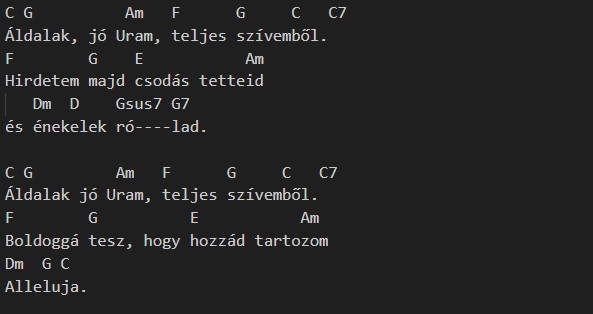 C G          Am   F      G     C   C7
Áldalak, jó Uram, teljes szívemből.
F        G    E           Am
Hirdetem majd csodás tetteid
   Dm  D    Gsus7 G7
és énekelek ró----lad.

C G         Am   F      G     C   C7
Áldalak jó Uram, teljes szívemből.
F        G          E           Am
Boldoggá tesz, hogy hozzád tartozom
Dm  G C
Alleluja.